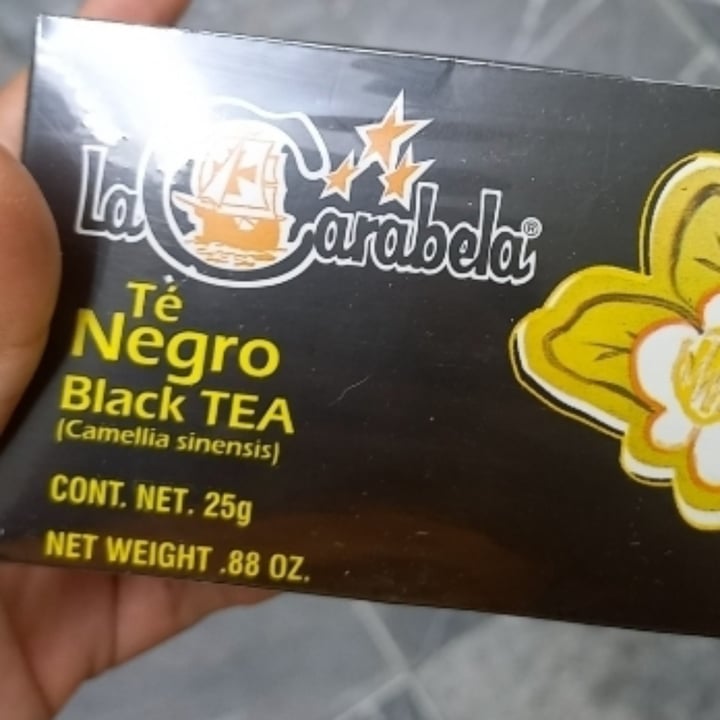 La Carabela®
Té
Negro
Black TEA
(Camellia sinensis)
CONT. NET. 25g
NET WEIGHT .88 OZ.